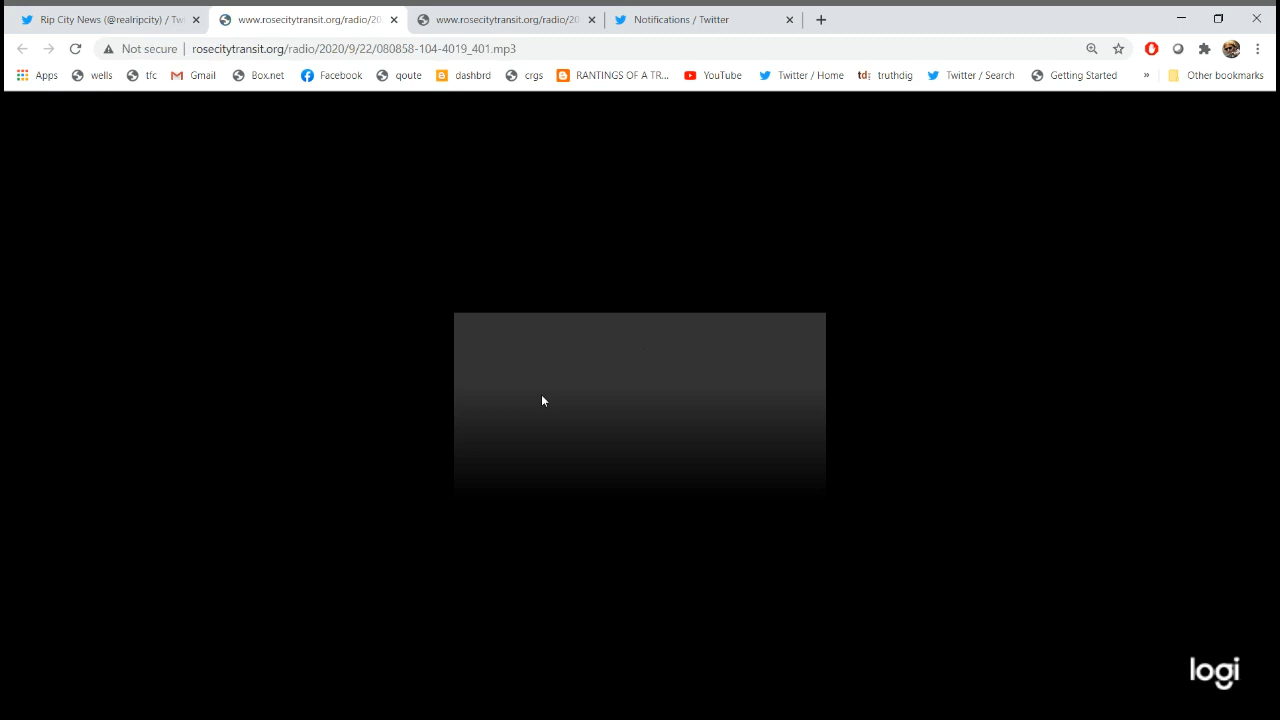 Rip City News (@realripcity) / Tw
www.rosecitytransit.org/radio/20
www.rosecitytransit.org/radio/20
Notifications / Twitter
Not secure
rosecitytransit.org/radio/2020/9/22/080858-104-4019_401.mp3
Apps
wells
tfc
Gmail
Box.net
Facebook
qoute
dashbrd
crgs
RANTINGS OF A TR...
YouTube
Twitter / Home
td:
truthdig
Twitter / Search
Getting Started
»
Other bookmarks
logi